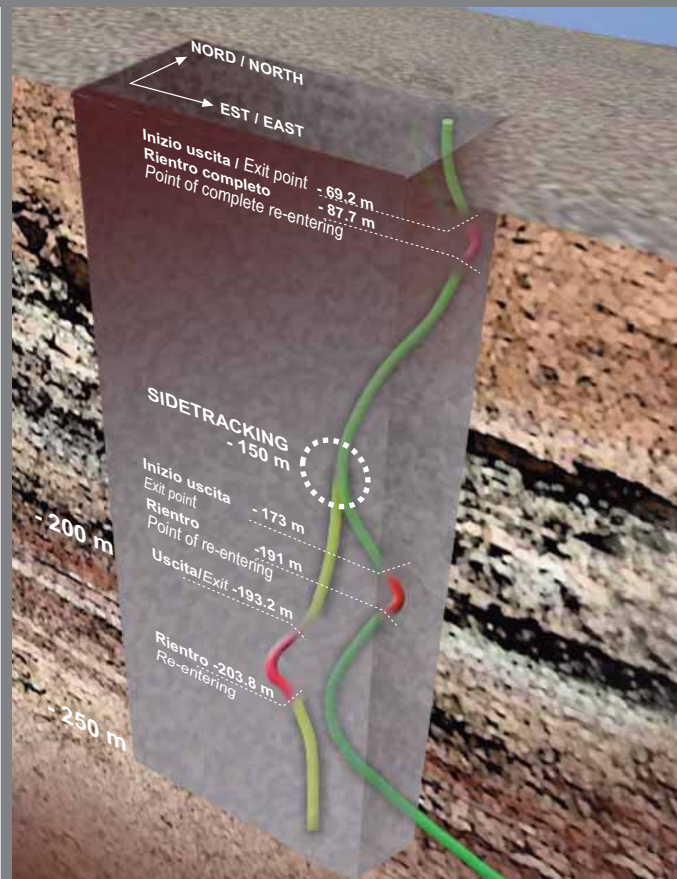 NORD / NORTH
EST / EAST
Inizio uscita / Exit point - 69.2 m
Rientro completo - 87.7 m
Point of complete re-entering
SIDETRACKING
- 150 m
Inizio uscita
Exit point - 173 m
Rientro
Point of re-entering -191 m
Uscita/Exit -193.2 m
Rientro -203.8 m
Re-entering
- 200 m
- 250 m